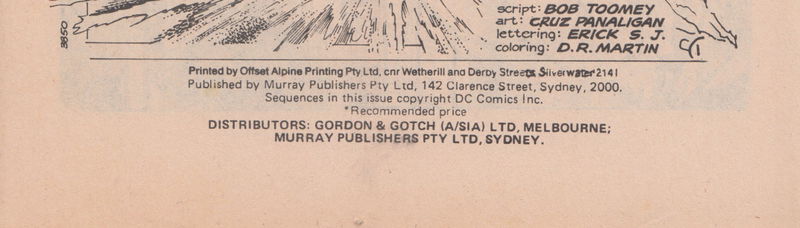 script: BOB TOOMEY
art: CRUZ PANALIGAN
lettering: ERICK S. J.
coloring: D.R. MARTIN
3850
Printed by Offset Alpine Printing Pty Ltd, cnr Wetherill and Derby Streets Silverwater 2141
Published by Murray Publishers Pty Ltd, 142 Clarence Street, Sydney, 2000.
Sequences in this issue copyright DC Comics Inc.
*Recommended price
DISTRIBUTORS: GORDON & GOTCH (A/SIA) LTD, MELBOURNE;
MURRAY PUBLISHERS PTY LTD, SYDNEY.